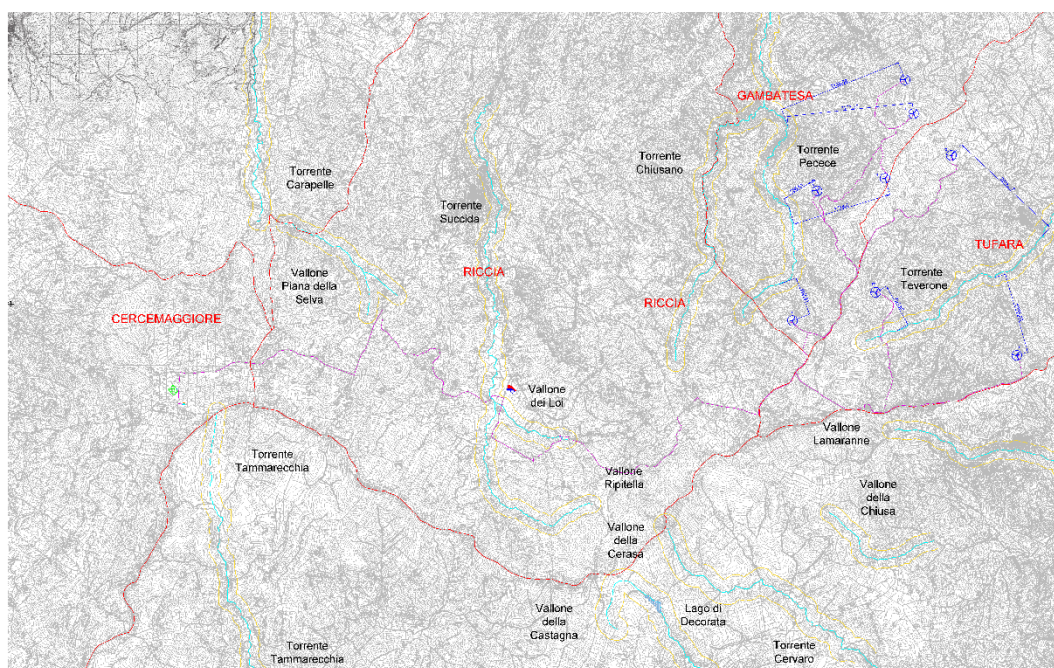 GAMBATESA
Torrente
Pecece
Torrente
Chiusano
Torrente
Carapelle
Torrente
Succida
TUFARA
RICCIA
Torrente
Teverone
Vallone
Piana della
Selva
RICCIA
CERCEMAGGIORE
Vallone
dei Loi
Vallone
Lamaranne
Torrente
Tammarecchia
Vallone
Ripitella
Vallone
della
Chiusa
Vallone
della
Cerasa
Vallone
della
Castagna
Lago di
Decorata
Torrente
Tammarecchia
Torrente
Cervaro